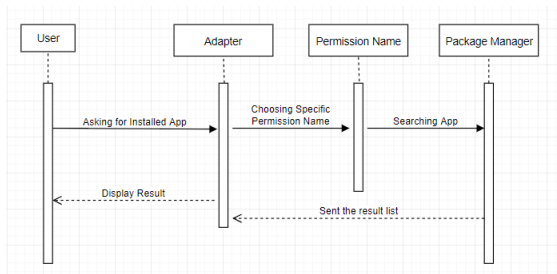 User
Adapter
Permission Name
Package Manager
Asking for Installed App
Choosing Specific
Permission Name
Searching App
Display Result
Sent the result list